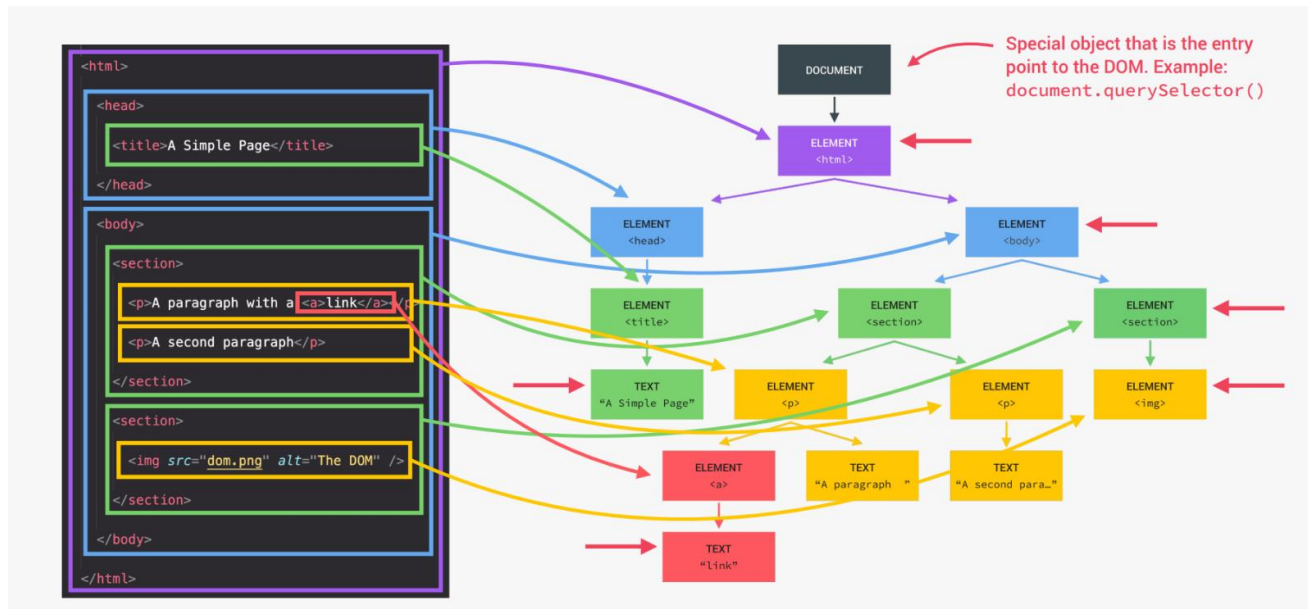 <html>
<head>
<title>A Simple Page</title>
</head>
<body>
<section>
<p>A paragraph with a <a>link</a></p>
<p>A second paragraph</p>
</section>
<section>
<img src="dom.png" alt="The DOM" />
</section>
</body>
</html>
DOCUMENT
Special object that is the entry
point to the DOM. Example:
document.querySelector()
ELEMENT
<html>
ELEMENT
<head>
ELEMENT
<body>
ELEMENT
<title>
ELEMENT
<section>
ELEMENT
<section>
TEXT
“A Simple Page”
ELEMENT
<p>
ELEMENT
<p>
ELEMENT
<img>
ELEMENT
<a>
TEXT
“A paragraph ”
TEXT
“A second para…”
TEXT
“link”